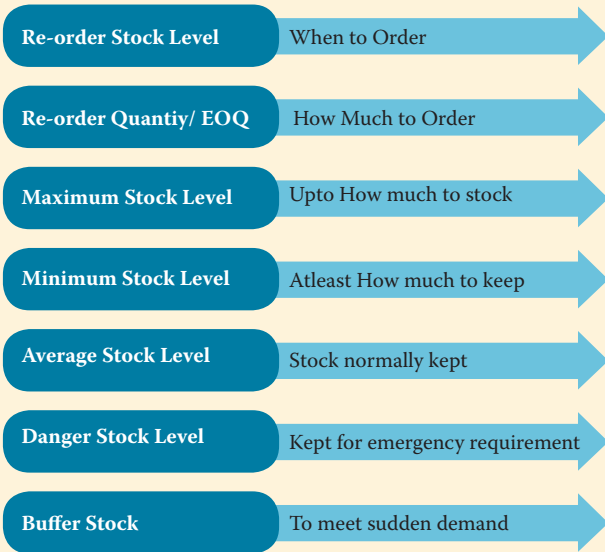 Re-order Stock Level When to Order
Re-order Quantiy/ EOQ How Much to Order
Maximum Stock Level Upto How much to stock
Minimum Stock Level Atleast How much to keep
Average Stock Level Stock normally kept
Danger Stock Level Kept for emergency requirement
Buffer Stock To meet sudden demand